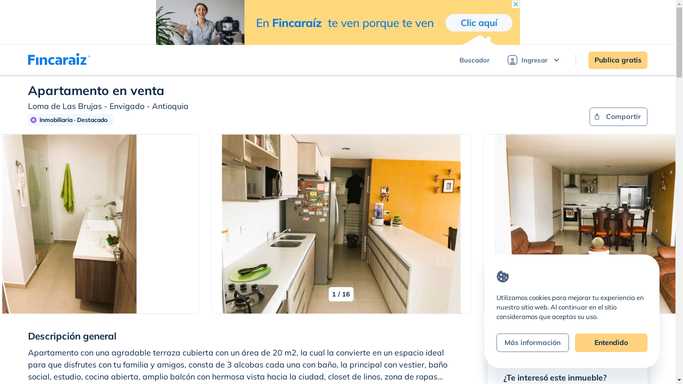 En Fincaraíz te ven porque te ven
Clic aquí
Fincaraíz
Buscador
Ingresar
Publica gratis
Apartamento en venta
Loma de Las Brujas - Envigado - Antioquia
Inmobiliaria · Destacado
Compartir
1 / 16
Utilizamos cookies para mejorar tu experiencia en
nuestro sitio web. Al continuar en el sitio
consideramos que aceptas su uso.
Más información
Entendido
Descripción general
Apartamento con una agradable terraza cubierta con un área de 20 m2, la cual la convierte en un espacio ideal
para que disfrutes con tu familia y amigos, consta de 3 alcobas cada una con baño, la principal con vestier, baño
social, estudio, cocina abierta, amplio balcón con hermosa vista hacia la ciudad, closet de linos, zona de ropas...
¿Te interesó este inmueble?